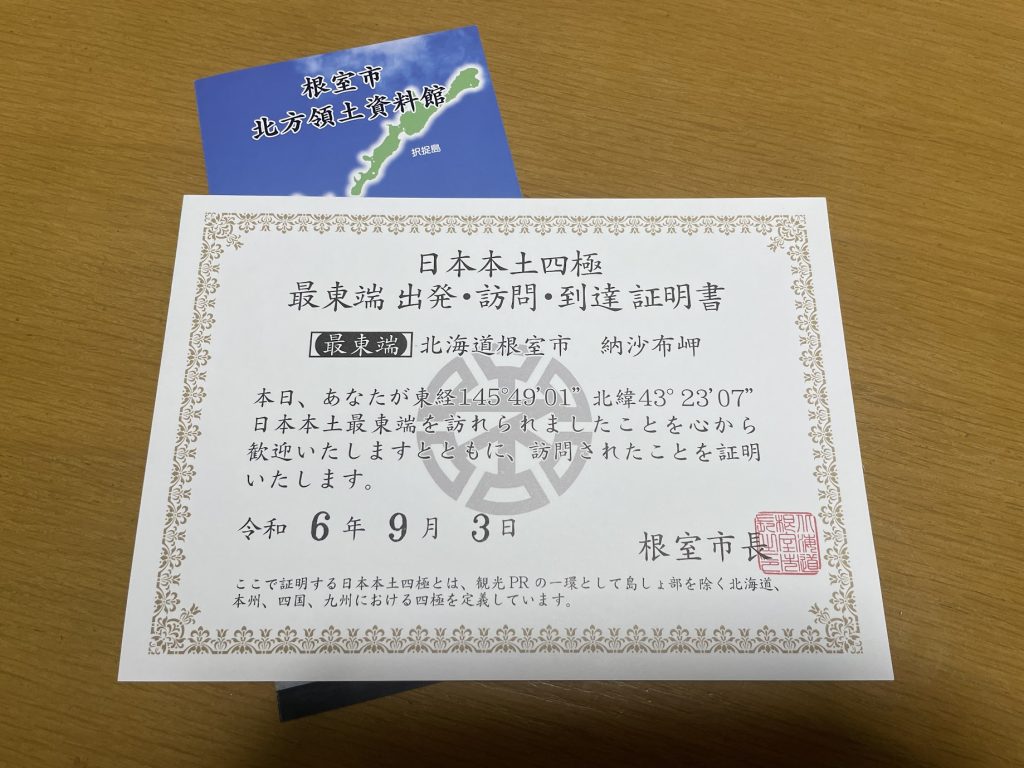 根室市
北方領土資料館
択捉島
日本本土四極
最東端 出発・訪問・到達 証明書
【最東端】北海道根室市 納沙布岬
本日、あなたが東経145°49’01” 北緯43°23’07”
日本本土最東端を訪れられましたことを心から
歓迎いたしますとともに、訪問されたことを証明
いたします。
令和 6 年 9 月 3 日
根室市長
ここで証明する日本本土四極とは、観光PRの一環として島しょ部を除く北海道、
本州、四国、九州における四極を定義しています。